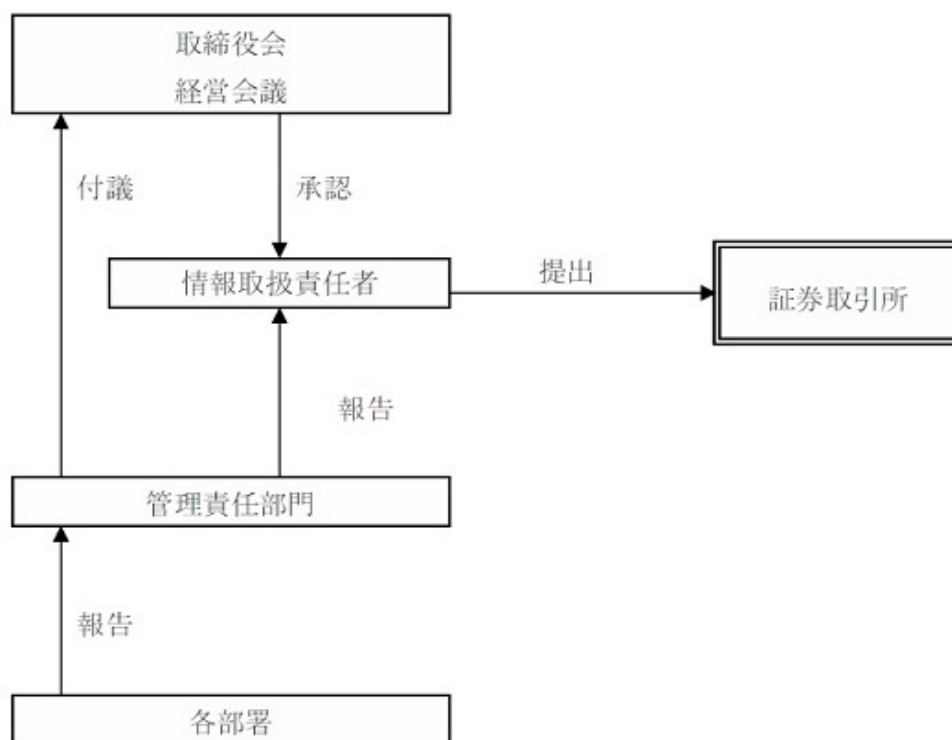 取締役会
経営会議
付議
承認
情報取扱責任者
提出
証券取引所
報告
管理責任部門
報告
各部署